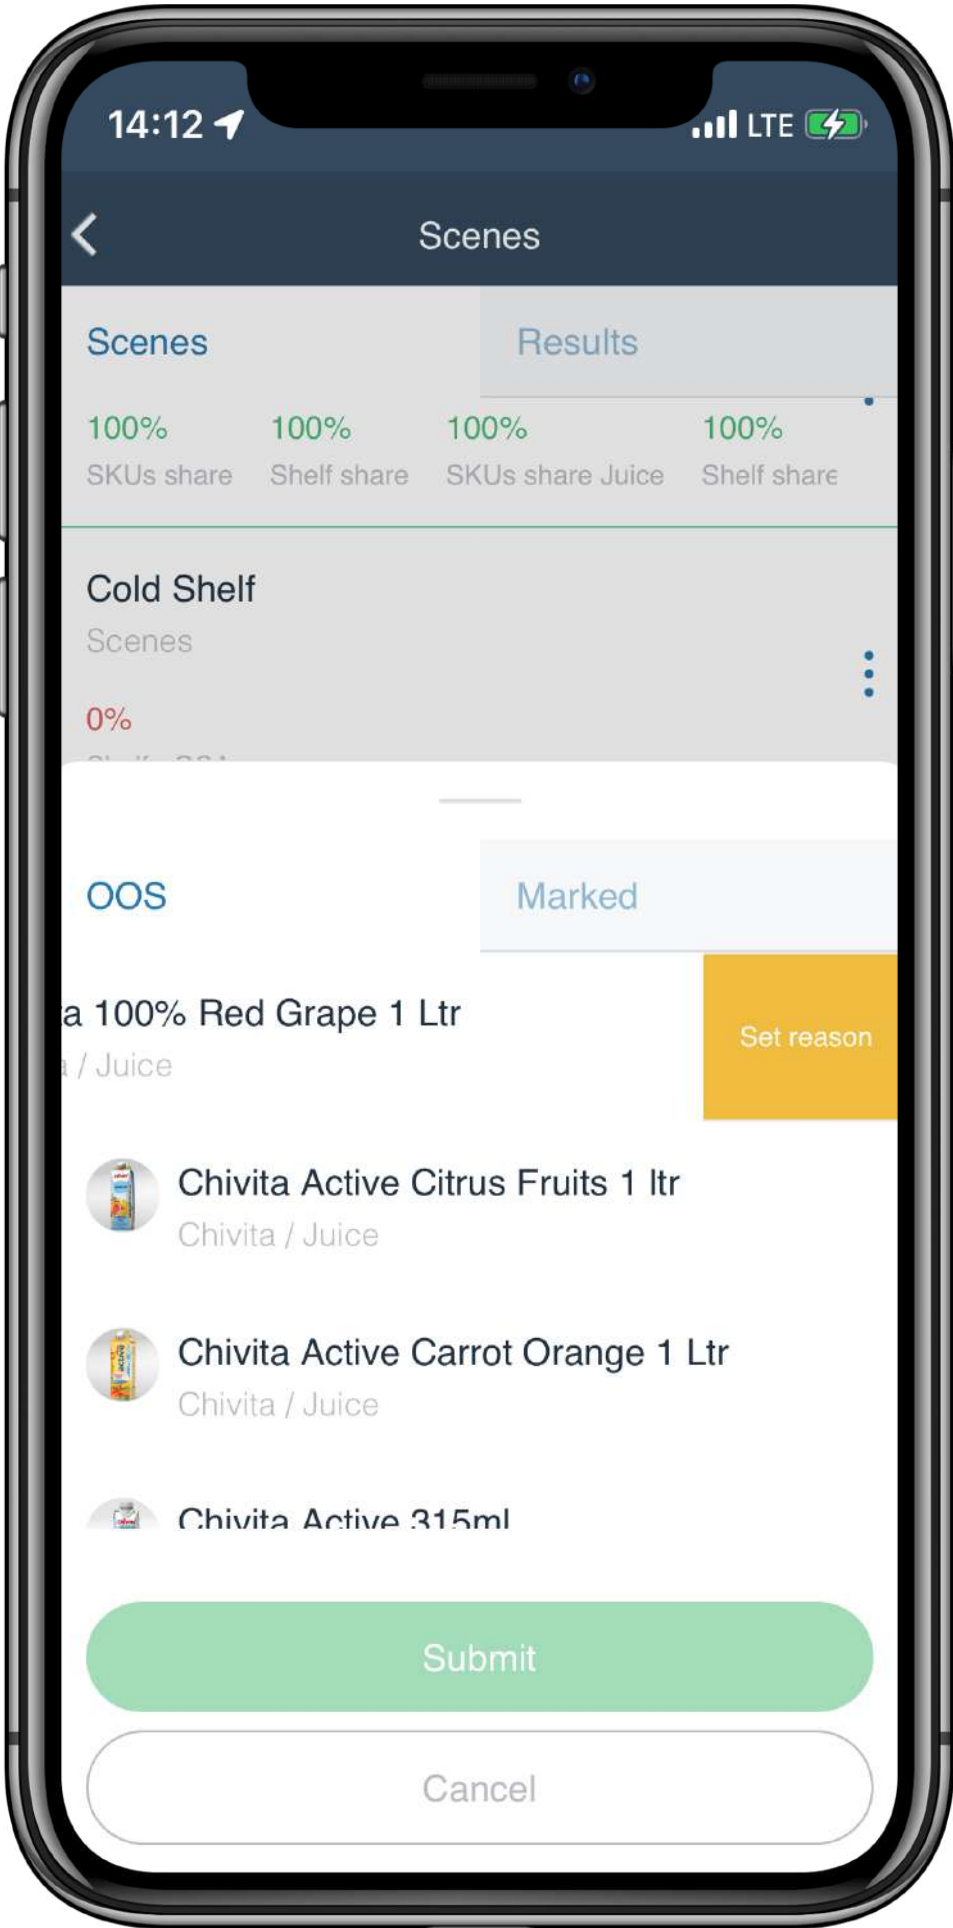 14:12 LTE
Scenes
Scenes Results
100% 100% 100% 100%
SKUs share Shelf share SKUs share Juice Shelf share
Cold Shelf
Scenes
0%
OOS Marked
a 100% Red Grape 1 Ltr
/ Juice
Set reason
Chivita Active Citrus Fruits 1 ltr
Chivita / Juice
Chivita Active Carrot Orange 1 Ltr
Chivita / Juice
Chivita Active 315ml
Submit
Cancel